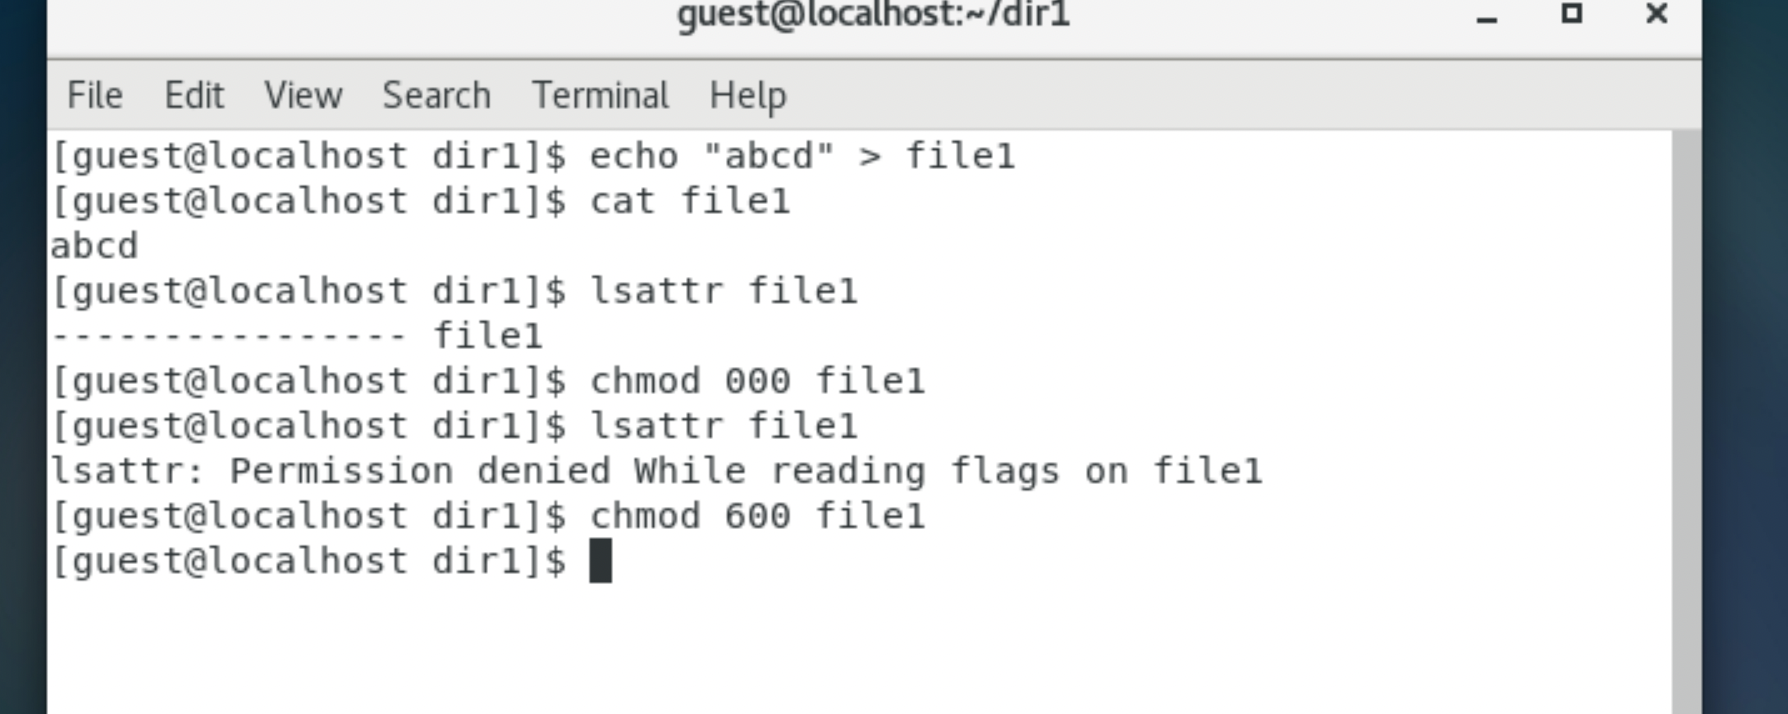 guest@localhost:~/dir1
File Edit View Search Terminal Help
[guest@localhost dir1]$ echo "abcd" > file1
[guest@localhost dir1]$ cat file1
abcd
[guest@localhost dir1]$ lsattr file1
---------------- file1
[guest@localhost dir1]$ chmod 000 file1
[guest@localhost dir1]$ lsattr file1
lsattr: Permission denied While reading flags on file1
[guest@localhost dir1]$ chmod 600 file1
[guest@localhost dir1]$